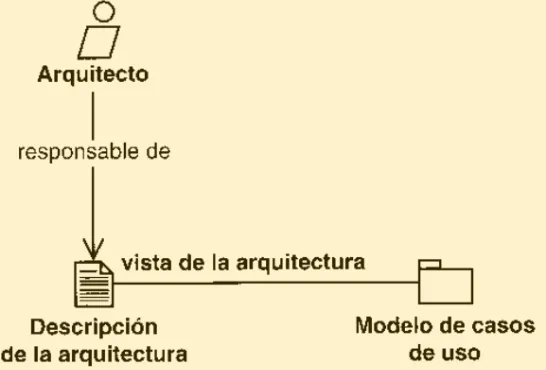 Arquitecto
responsable de
vista de la arquitectura
Descripción
de la arquitectura
Modelo de casos
de uso